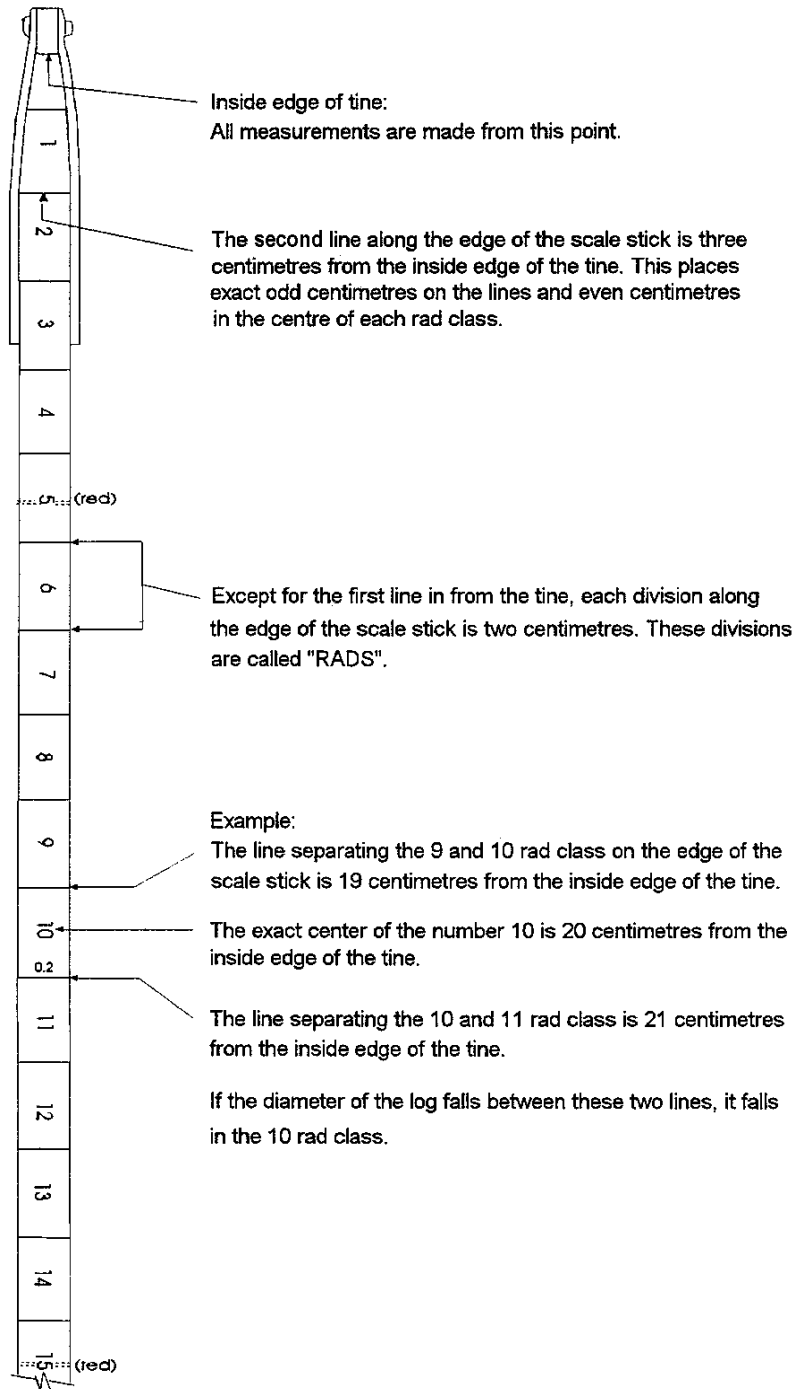 Inside edge of tine:
All measurements are made from this point.
1
The second line along the edge of the scale stick is three
centimetres from the inside edge of the tine. This places
exact odd centimetres on the lines and even centimetres
in the centre of each rad class.
2
3
4
5 (red)
6
Except for the first line in from the tine, each division along
the edge of the scale stick is two centimetres. These divisions
are called "RADS".
7
8
9
Example:
The line separating the 9 and 10 rad class on the edge of the
scale stick is 19 centimetres from the inside edge of the tine.
10
The exact center of the number 10 is 20 centimetres from the
inside edge of the tine.
0.2
11
The line separating the 10 and 11 rad class is 21 centimetres
from the inside edge of the tine.
12
If the diameter of the log falls between these two lines, it falls
in the 10 rad class.
13
14
15 (red)